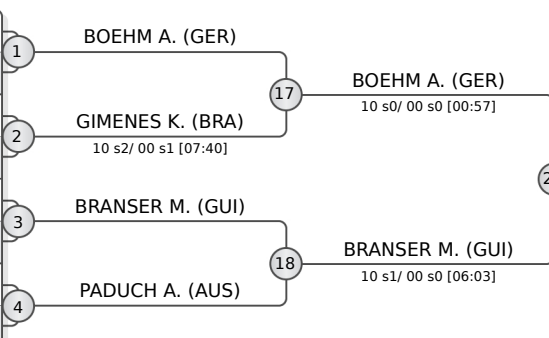 BOEHM A. (GER)
1
17
BOEHM A. (GER)
10 s0/ 00 s0 [00:57]
GIMENES K. (BRA)
2
10 s2/ 00 s1 [07:40]
BRANSER M. (GUI)
3
18
BRANSER M. (GUI)
10 s1/ 00 s0 [06:03]
PADUCH A. (AUS)
4